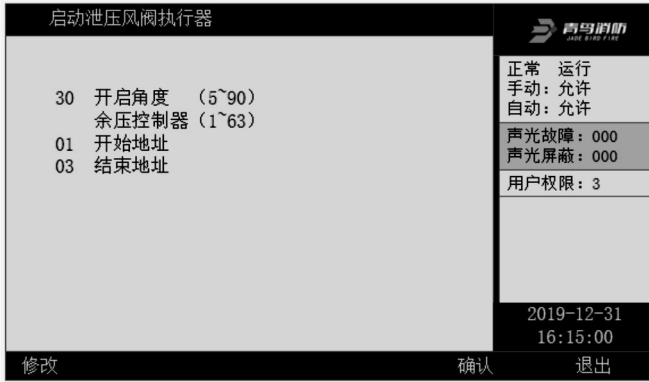 启动泄压风阀执行器
30 开启角度 （5~90）
余压控制器（1~63）
01 开始地址
03 结束地址
青鸟消防
JADE BIRD FIRE
正常 运行
手动：允许
自动：允许
声光故障：000
声光屏蔽：000
用户权限：3
2019-12-31
16:15:00
修改 确认 退出